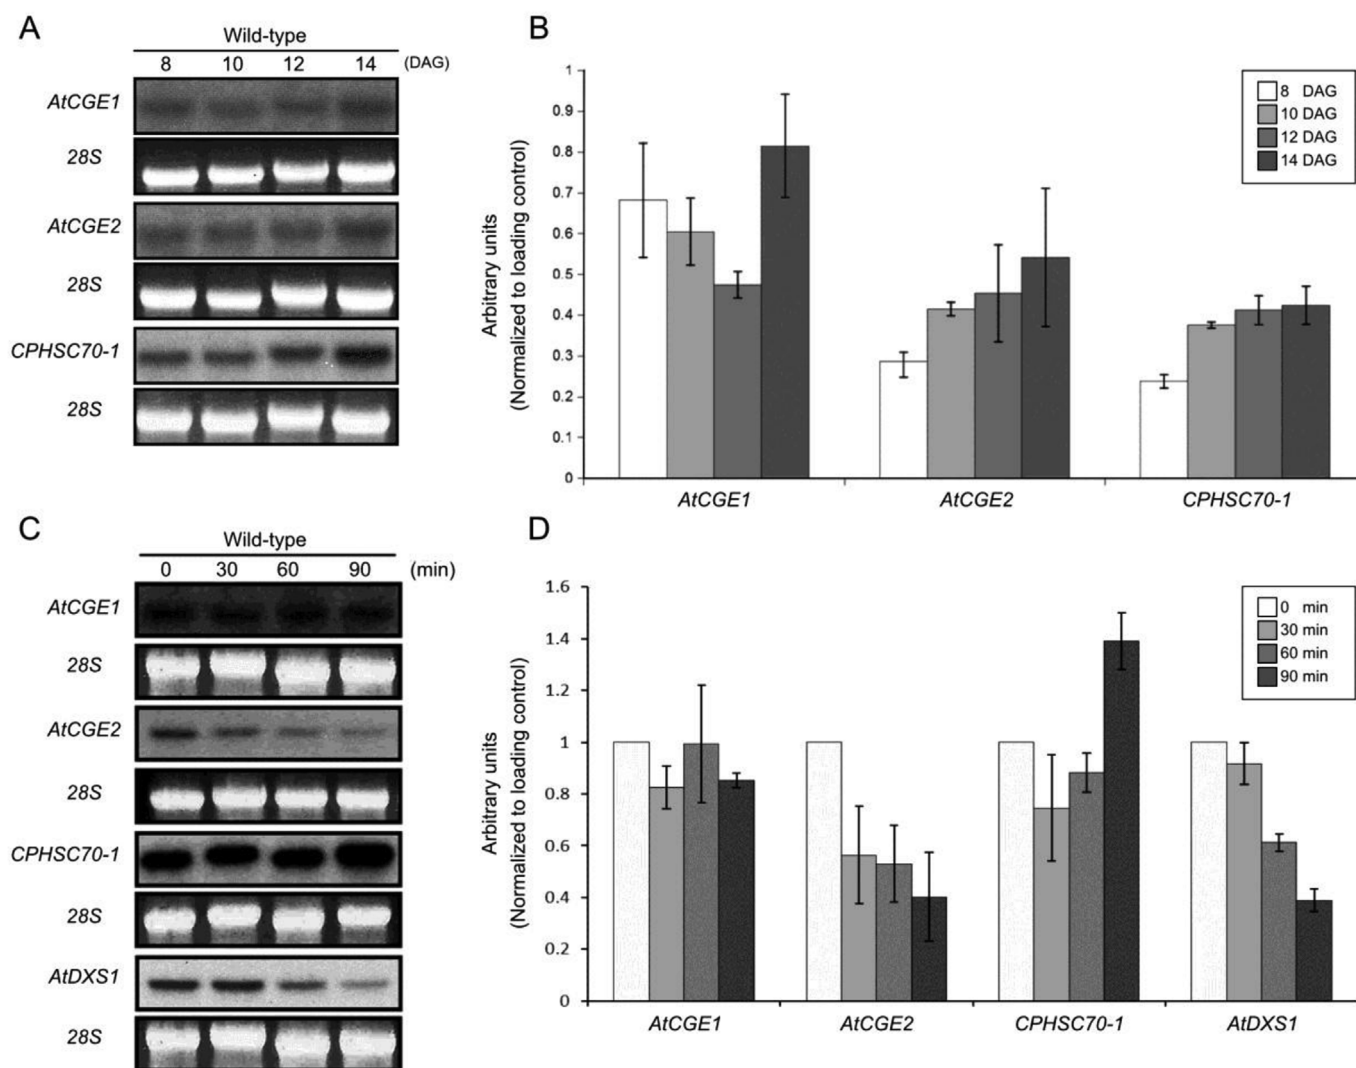 A
Wild-type
8 10 12 14 (DAG)
AtCGE1
28S
AtCGE2
28S
CPHSC70-1
28S
B
1
0.9
0.8
0.7
0.6
0.5
0.4
0.3
0.2
0.1
0
Arbitrary units
(Normalized to loading control)
8 DAG
10 DAG
12 DAG
14 DAG
AtCGE1 AtCGE2 CPHSC70-1
C
Wild-type
0 30 60 90 (min)
AtCGE1
28S
AtCGE2
28S
CPHSC70-1
28S
AtDXS1
28S
D
1.6
1.4
1.2
1
0.8
0.6
0.4
0.2
0
Arbitrary units
(Normalized to loading control)
0 min
30 min
60 min
90 min
AtCGE1 AtCGE2 CPHSC70-1 AtDXS1